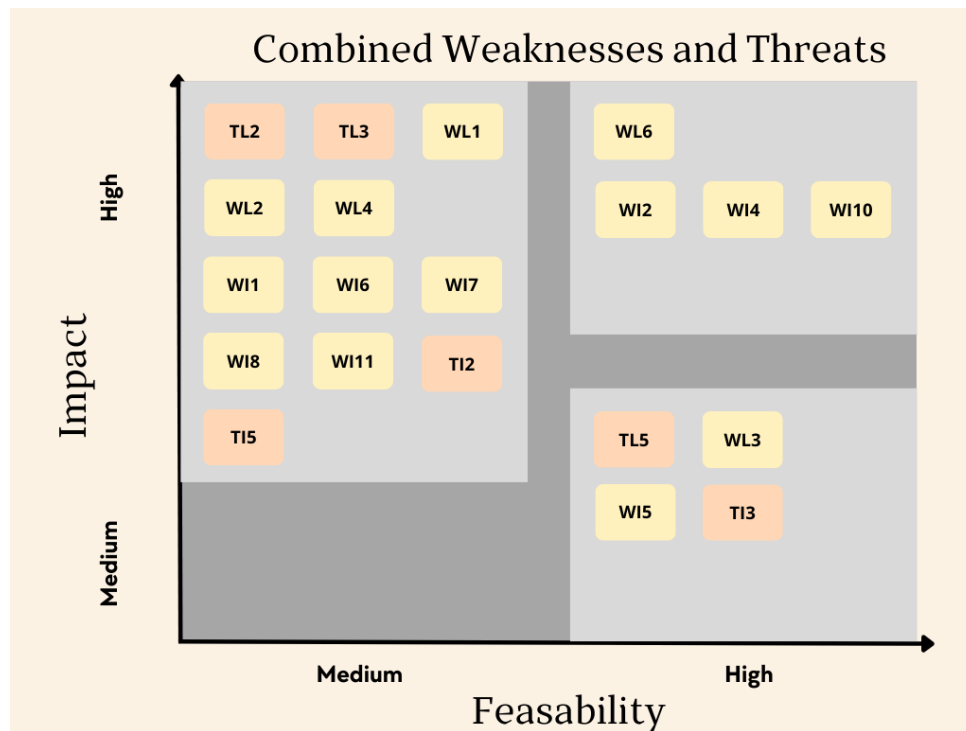 Combined Weaknesses and Threats
TL2 TL3 WL1 WL6
High
WL2 WL4 WI2 WI4 WI10
WI1 WI6 WI7
Impact
WI8 WI11 TI2
TI5 TL5 WL3
WI5 TI3
Medium
Medium High
Feasability